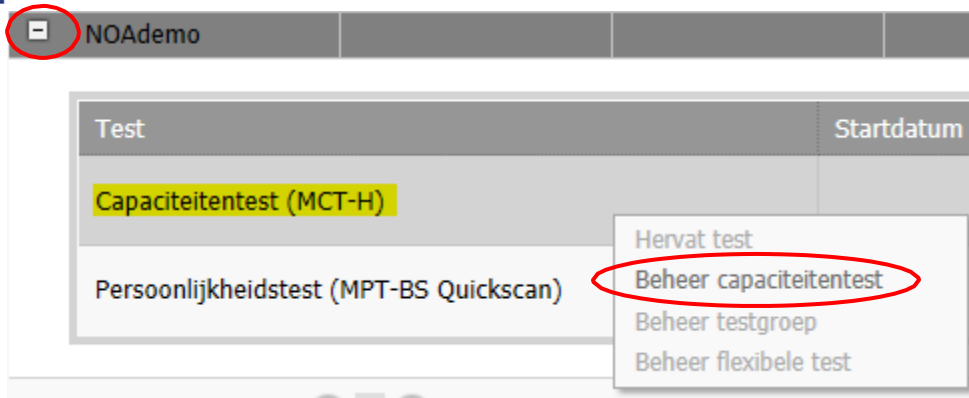 NOAdemo
Test Startdatum
Capaciteitentest (MCT-H)
Persoonlijkheidstest (MPT-BS Quickscan)
Hervat test
Beheer capaciteitentest
Beheer testgroep
Beheer flexibele test